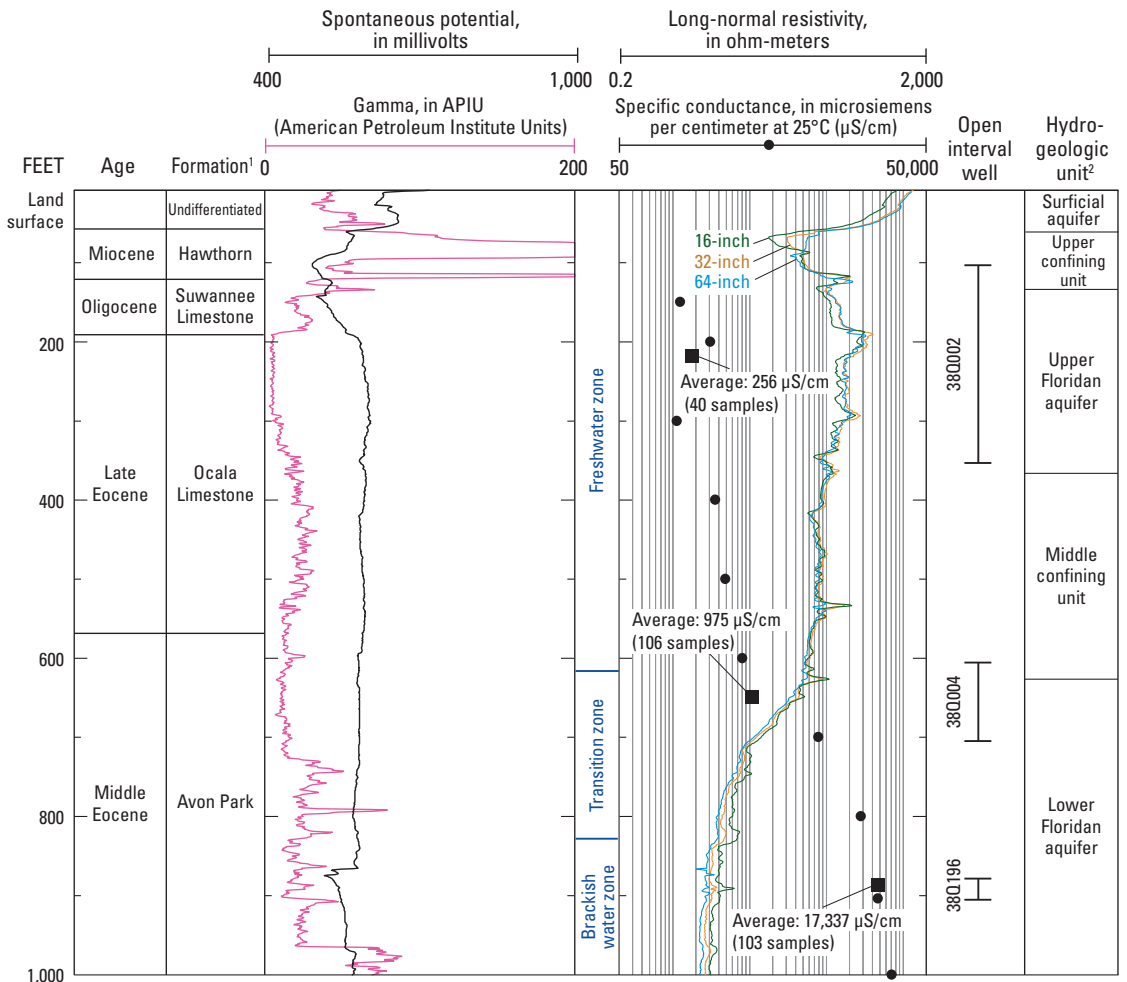 Spontaneous potential,
in millivolts
400 1,000
Gamma, in APIU
(American Petroleum Institute Units)
0 200
Long-normal resistivity,
in ohm-meters
0.2 2,000
Specific conductance, in microsiemens
per centimeter at 25°C (µS/cm)
50 50,000
FEET
Age
Formation¹
Open
interval
well
Hydro-
geologic
unit²
Land
surface
200
400
600
800
1,000
Miocene
Oligocene
Late
Eocene
Middle
Eocene
Undifferentiated
Hawthorn
Suwannee
Limestone
Ocala
Limestone
Avon Park
Freshwater zone
Transition zone
Brackish
water zone
16-inch
32-inch
64-inch
Average: 256 µS/cm
(40 samples)
Average: 975 µS/cm
(106 samples)
Average: 17,337 µS/cm
(103 samples)
380002
380004
380196
Surficial
aquifer
Upper
confining
unit
Upper
Floridan
aquifer
Middle
confining
unit
Lower
Floridan
aquifer